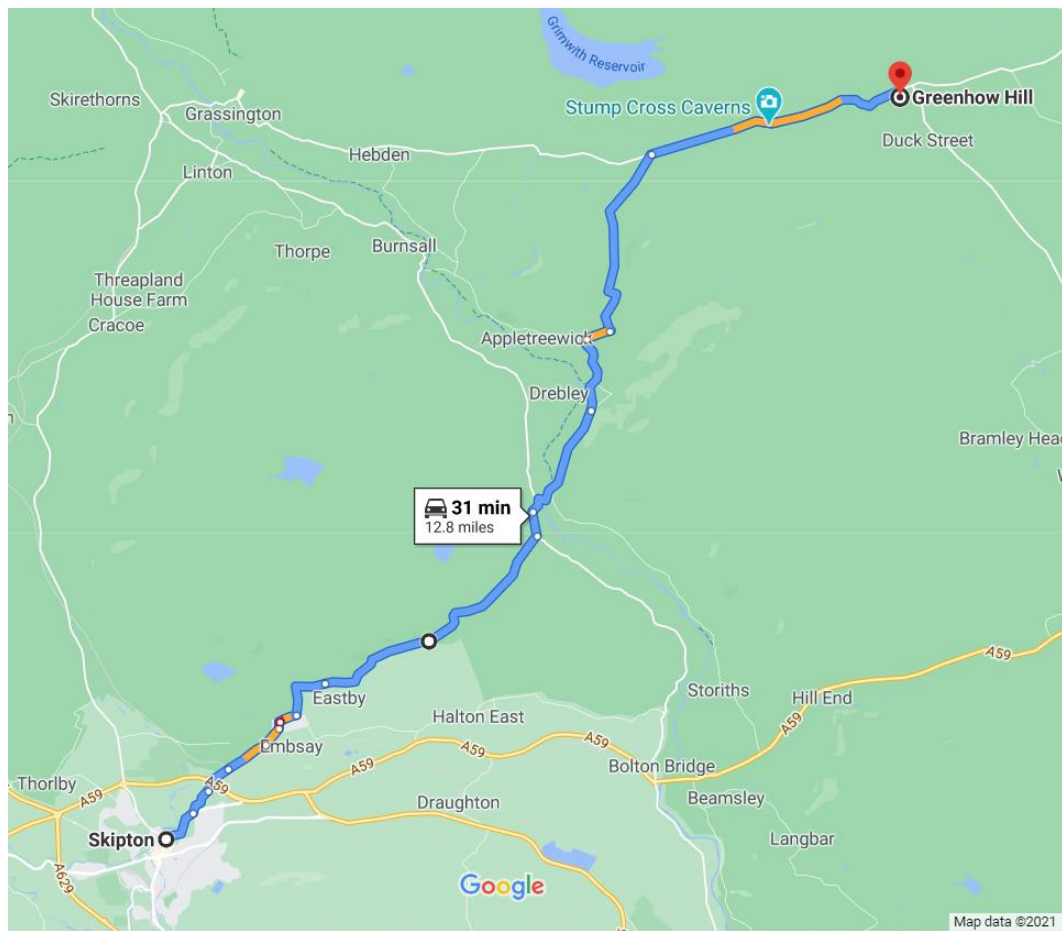 Grimwith Reservoir
Skirethorns
Stump Cross Caverns
Greenhow Hill
Grassington
Duck Street
Hebden
Linton
Burnsall
Thorpe
Threapland
House Farm
Cracoe
Appletreewick
Drebley
Bramley Head
31 min
12.8 miles
A59
Storiths
Eastby
Hill End
Halton East
A59
Embsay
A59
A59
A59
Bolton Bridge
Thorlby
A59
A59
Draughton
Beamsley
Skipton
Langbar
A629
Google
Map data ©2021